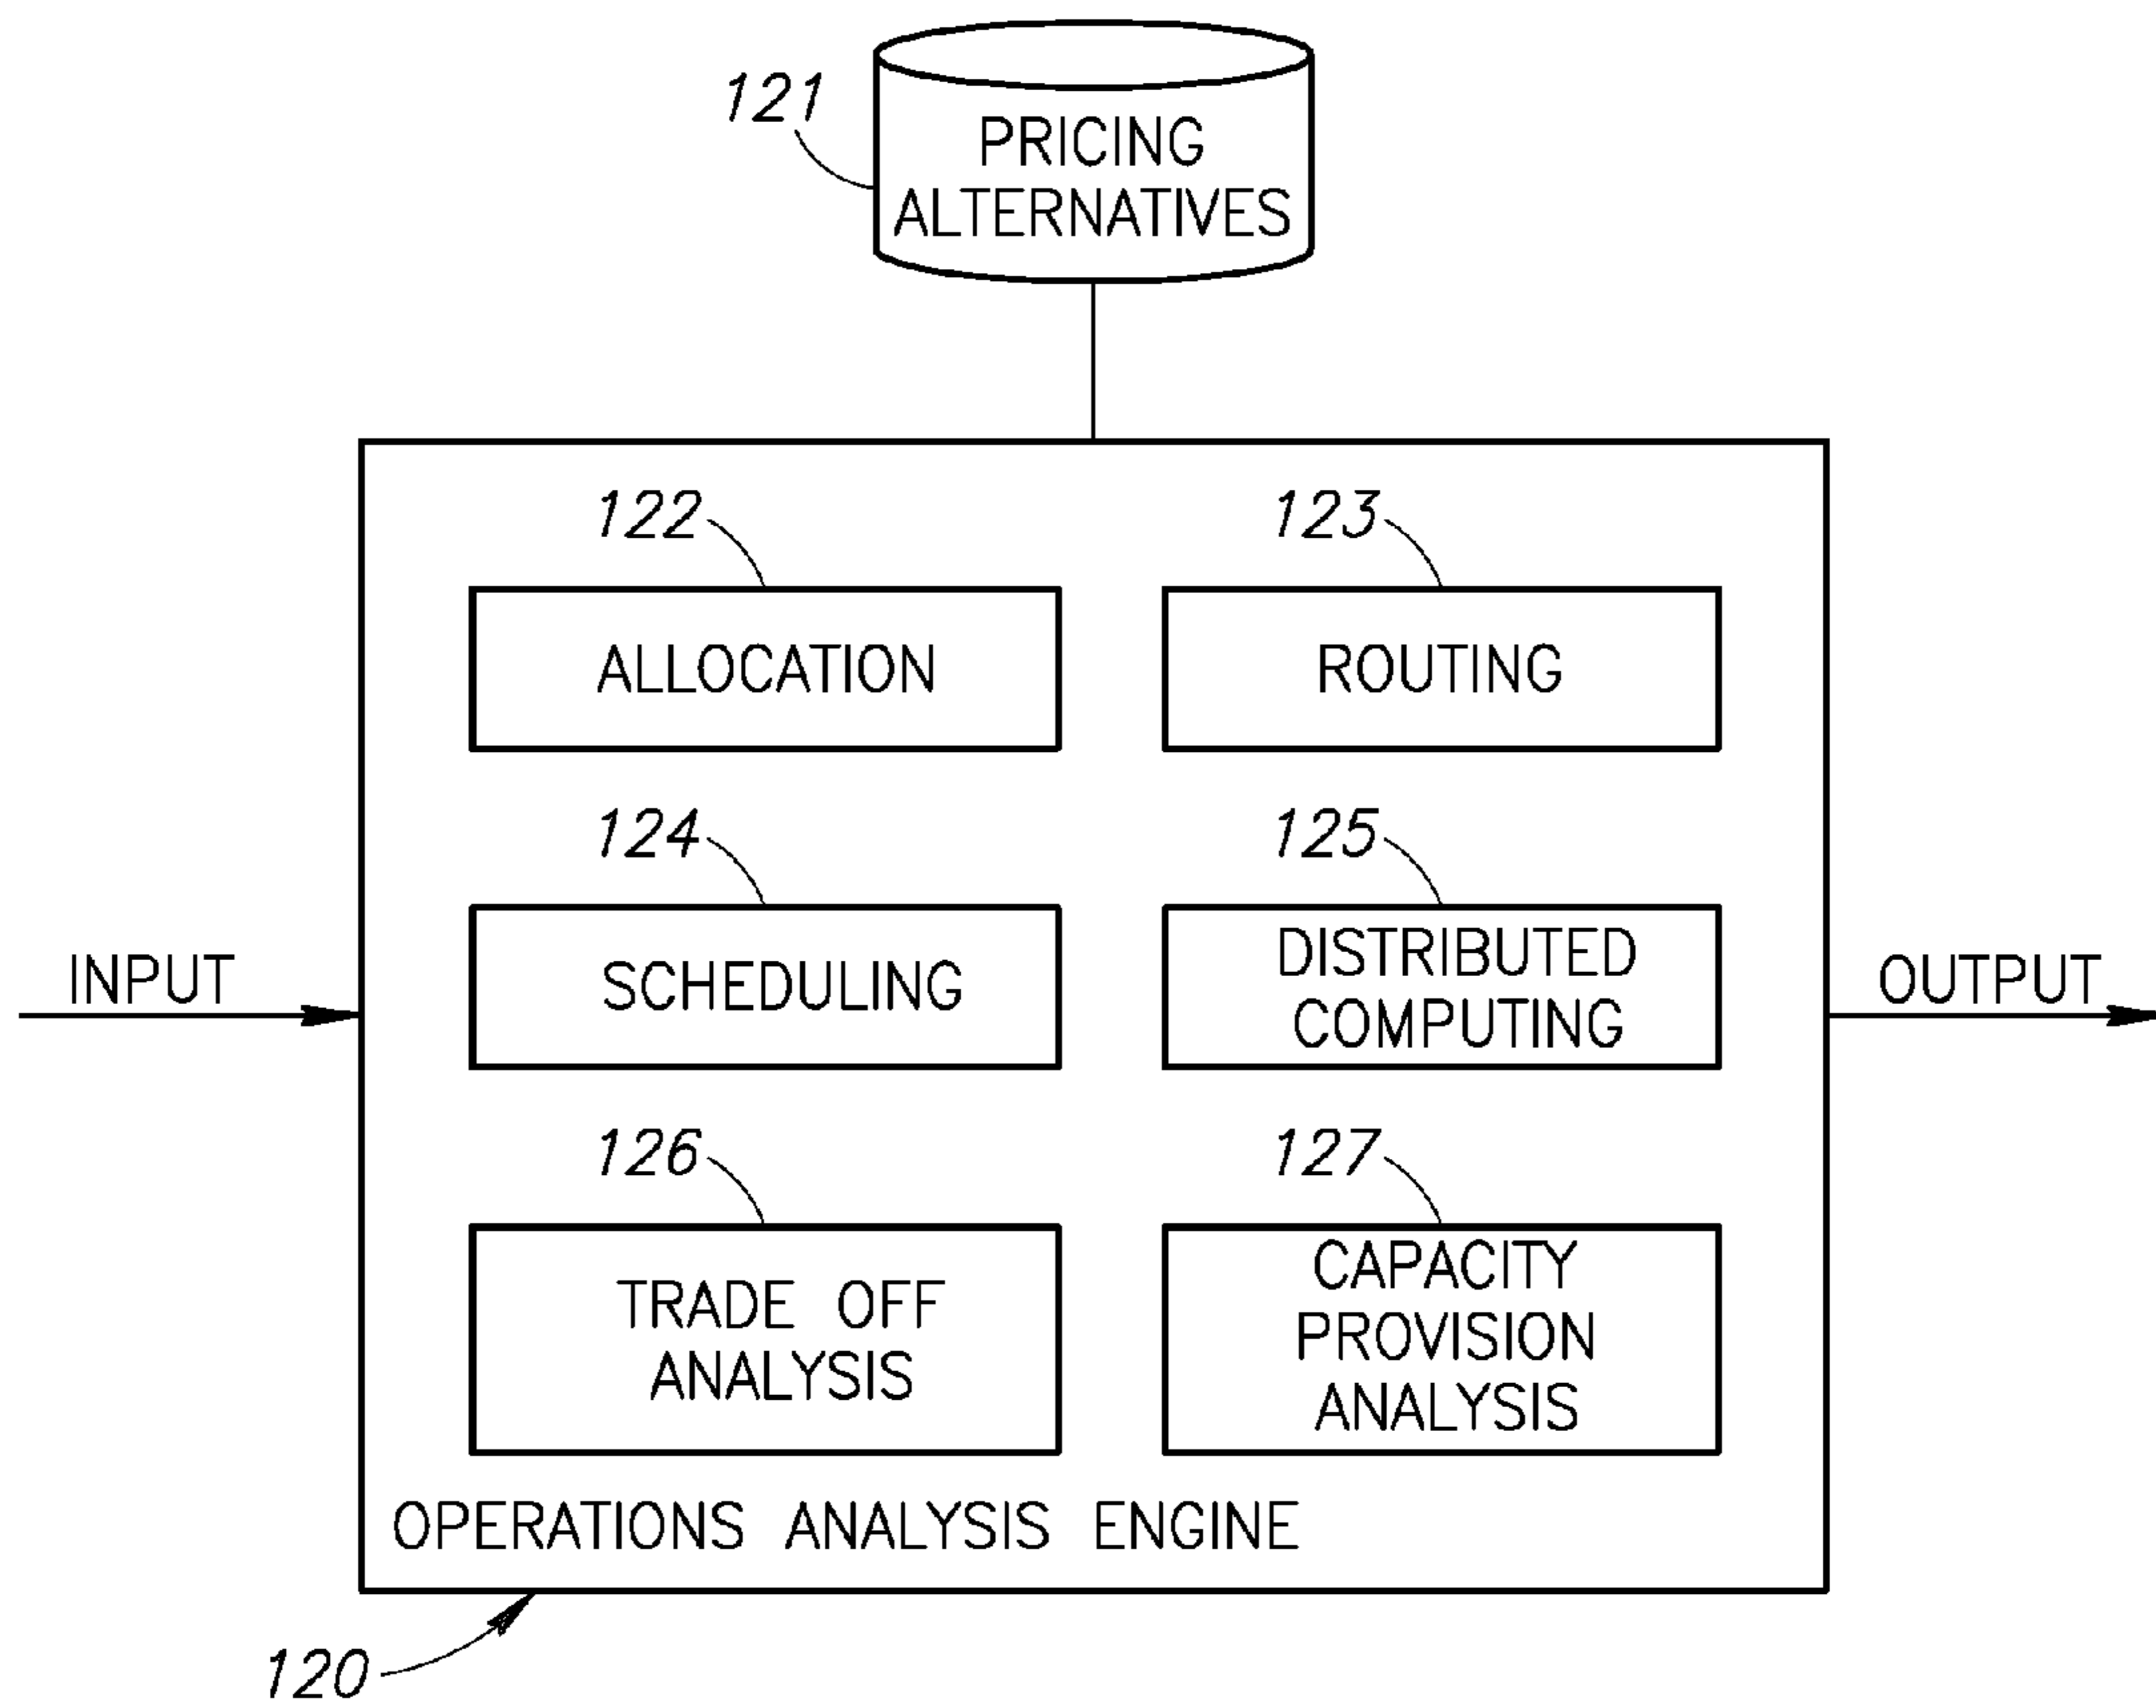 121
PRICING
ALTERNATIVES
122
123
ALLOCATION
ROUTING
124
125
INPUT
SCHEDULING
DISTRIBUTED
COMPUTING
OUTPUT
126
127
TRADE OFF
ANALYSIS
CAPACITY
PROVISION
ANALYSIS
OPERATIONS ANALYSIS ENGINE
120